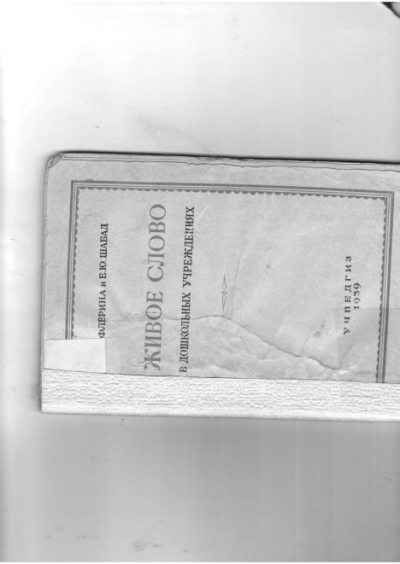 ФЛЕРИНА и Е.Ю ШАБАД
ЖИВОЕ СЛОВО
В ДОШКОЛЬНЫХ УЧРЕЖДЕНИЯХ
УЧПЕДГИЗ
1939